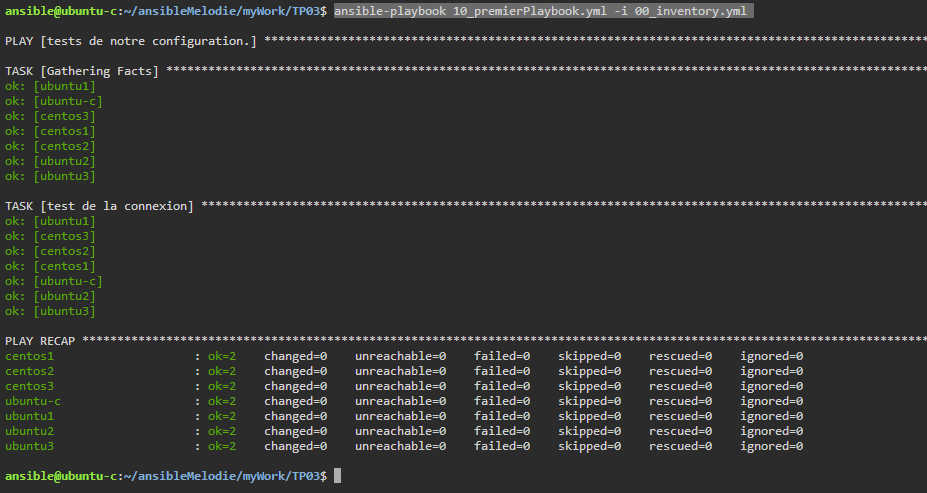 ansible@ubuntu-c:~/ansibleMelodie/myWork/TP03$ ansible-playbook 10_premierPlaybook.yml -i 00_inventory.yml
PLAY [tests de notre configuration.] ***********************************************************************************************
TASK [Gathering Facts] *************************************************************************************************************
ok: [ubuntu1]
ok: [ubuntu-c]
ok: [centos3]
ok: [centos1]
ok: [centos2]
ok: [ubuntu2]
ok: [ubuntu3]
TASK [test de la connexion] ********************************************************************************************************
ok: [ubuntu1]
ok: [centos3]
ok: [centos2]
ok: [centos1]
ok: [ubuntu-c]
ok: [ubuntu2]
ok: [ubuntu3]
PLAY RECAP *************************************************************************************************************************
centos1 : ok=2 changed=0 unreachable=0 failed=0 skipped=0 rescued=0 ignored=0
centos2 : ok=2 changed=0 unreachable=0 failed=0 skipped=0 rescued=0 ignored=0
centos3 : ok=2 changed=0 unreachable=0 failed=0 skipped=0 rescued=0 ignored=0
ubuntu-c : ok=2 changed=0 unreachable=0 failed=0 skipped=0 rescued=0 ignored=0
ubuntu1 : ok=2 changed=0 unreachable=0 failed=0 skipped=0 rescued=0 ignored=0
ubuntu2 : ok=2 changed=0 unreachable=0 failed=0 skipped=0 rescued=0 ignored=0
ubuntu3 : ok=2 changed=0 unreachable=0 failed=0 skipped=0 rescued=0 ignored=0
ansible@ubuntu-c:~/ansibleMelodie/myWork/TP03$